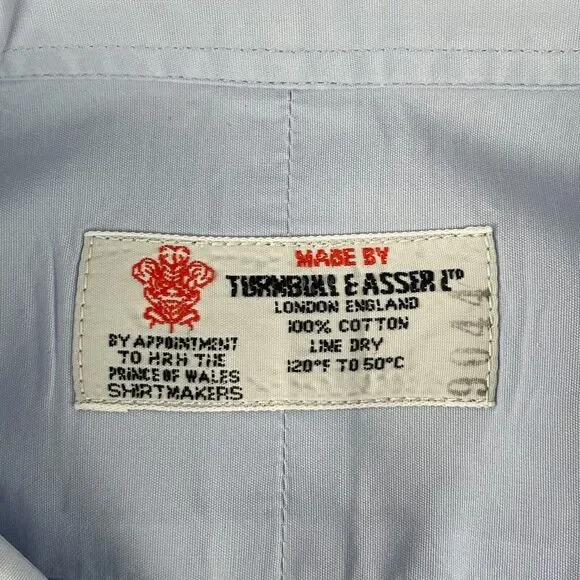 MADE BY
TURNBULL & ASSER LTD
LONDON ENGLAND
100% COTTON
LINE DRY
120°F TO 50°C
BY APPOINTMENT
TO HRH THE
PRINCE OF WALES
SHIRTMAKERS
9044